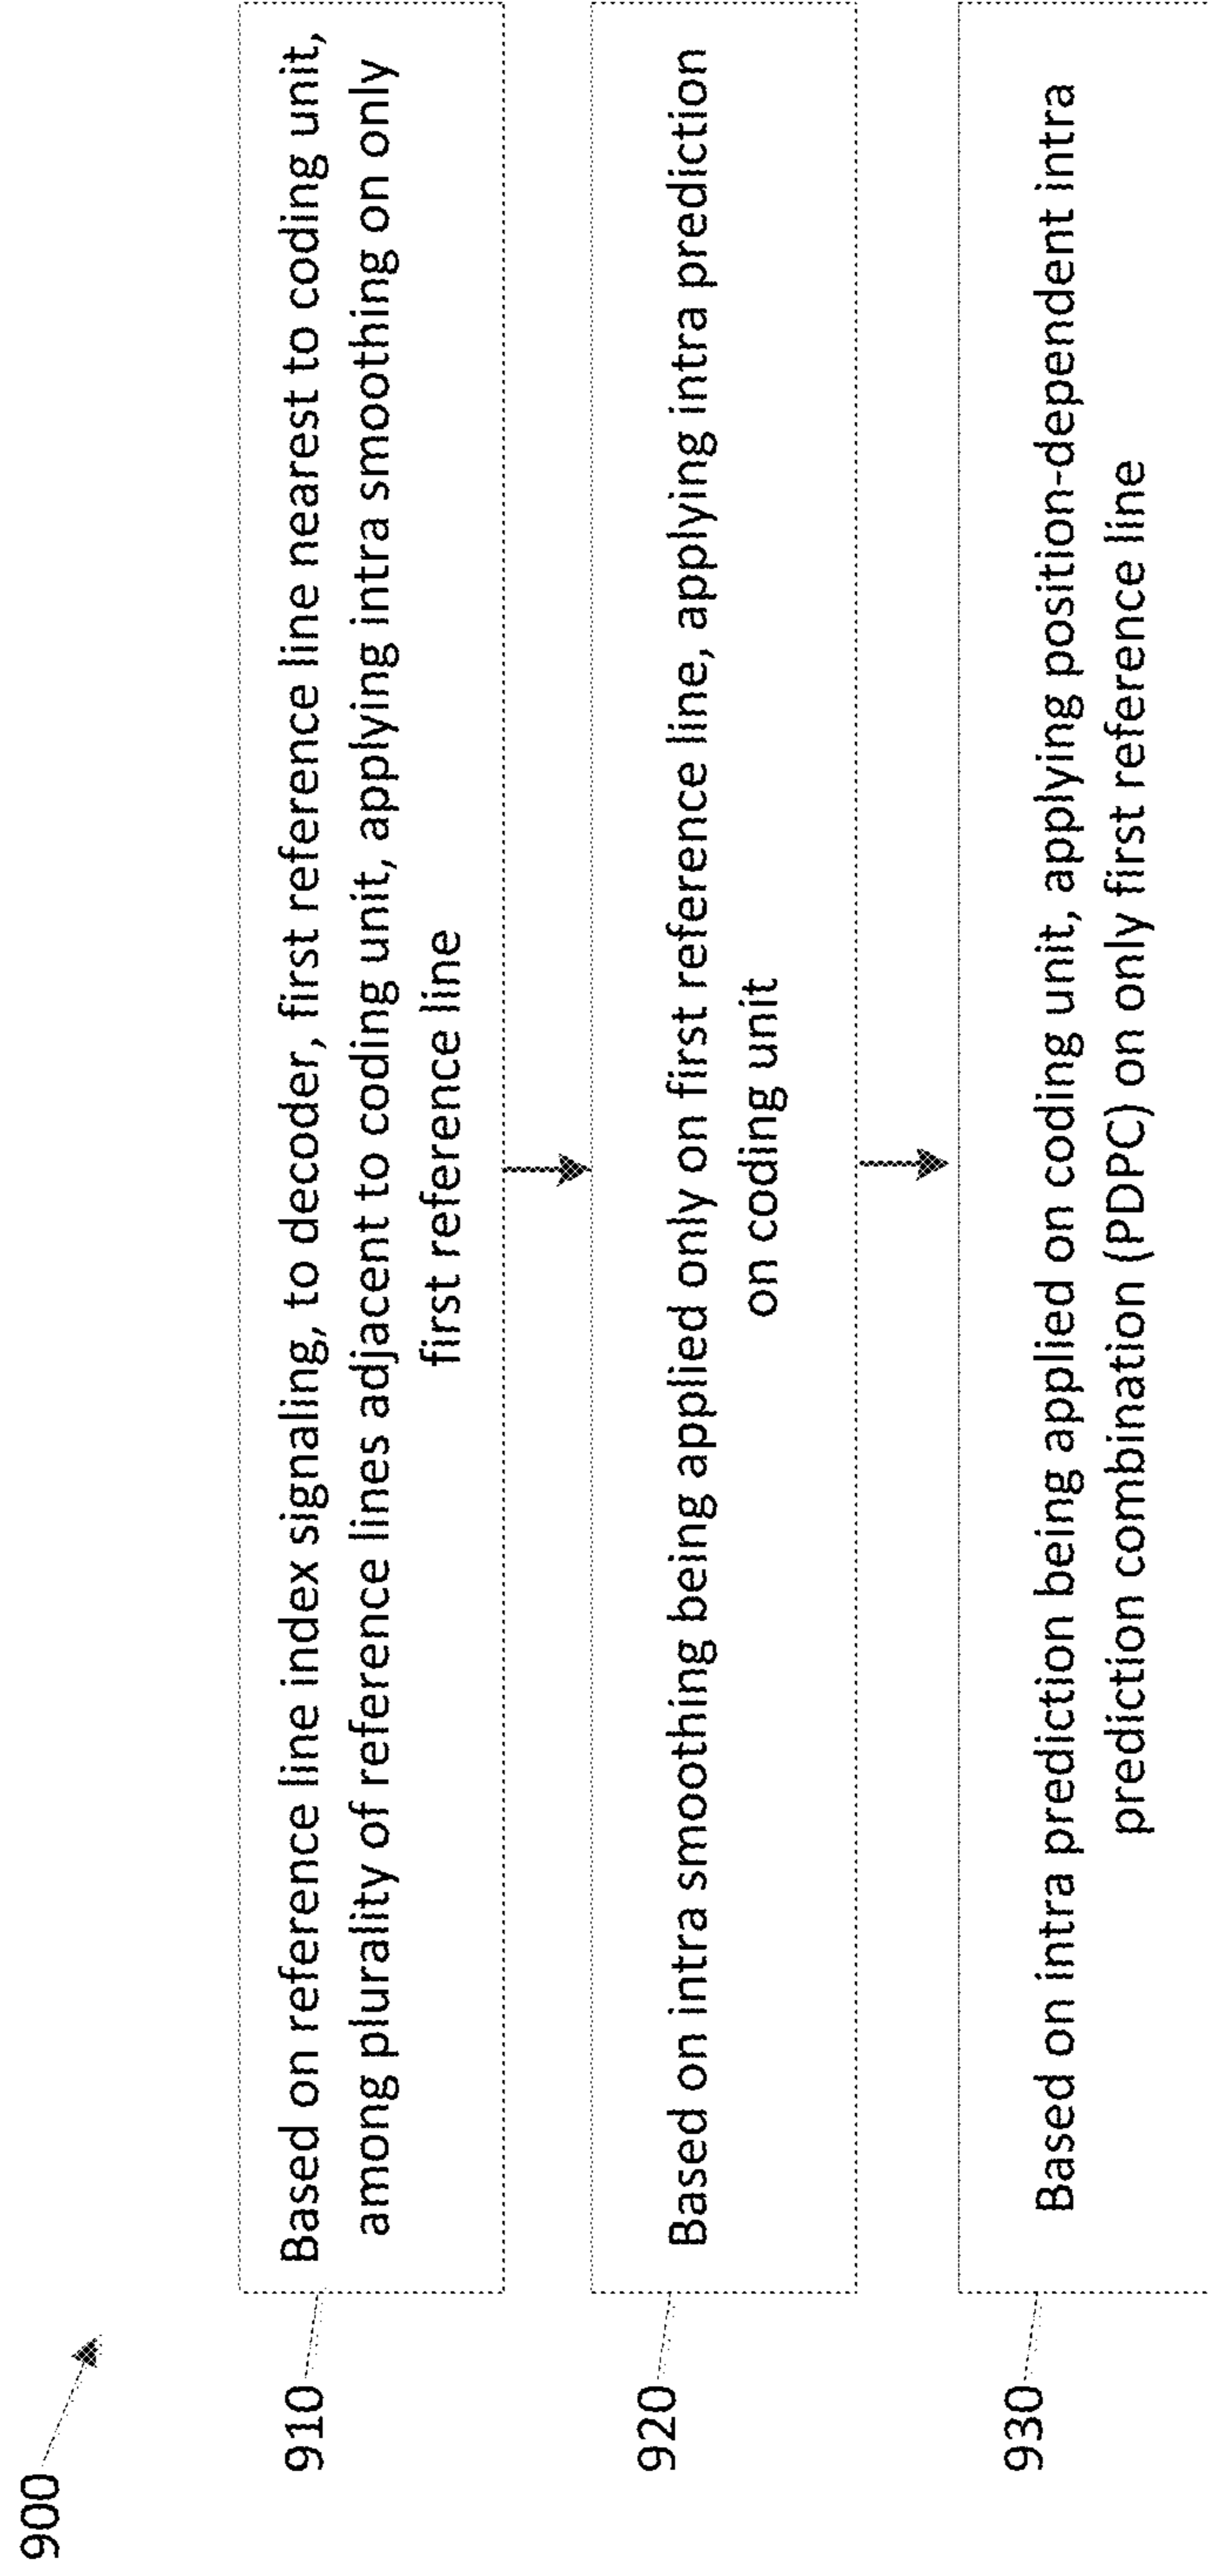 900
910
Based on reference line index signaling, to decoder, first reference line nearest to coding unit,
among plurality of reference lines adjacent to coding unit, applying intra smoothing on only
first reference line
920
Based on intra smoothing being applied only on first reference line, applying intra prediction
on coding unit
930
Based on intra prediction being applied on coding unit, applying position-dependent intra
prediction combination (PDPC) on only first reference line